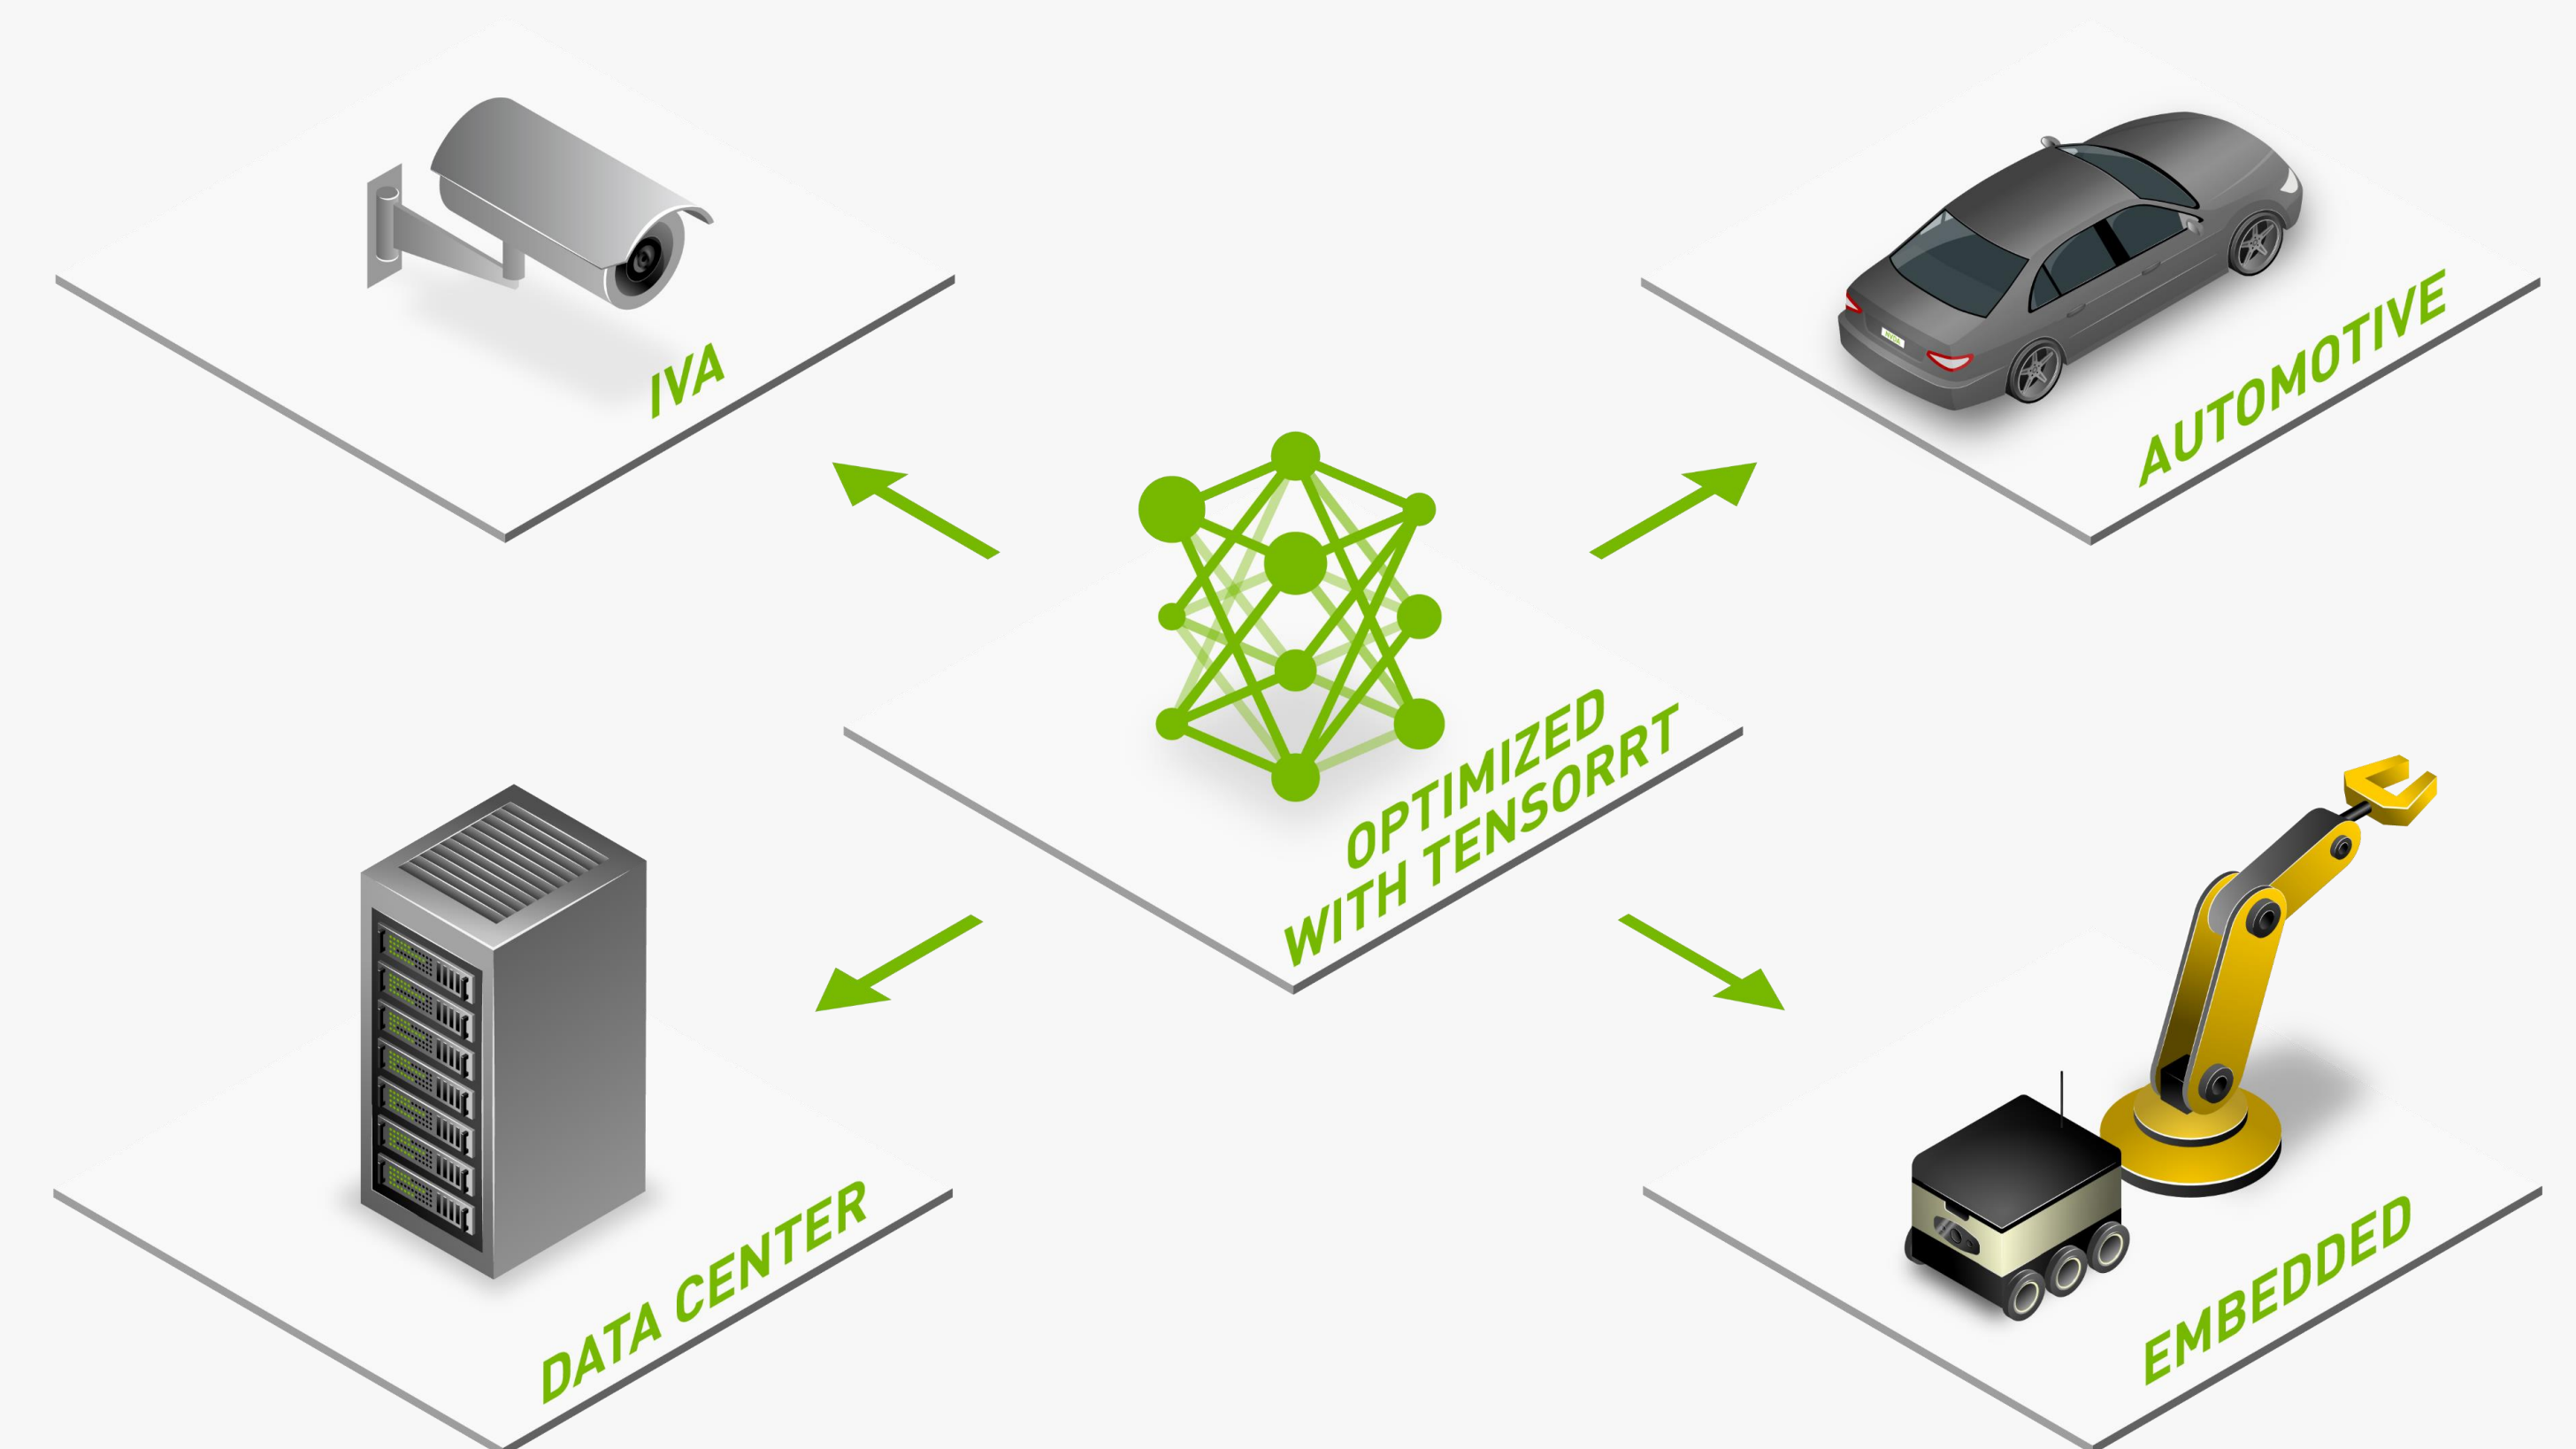 IVA
AUTOMOTIVE
OPTIMIZED
WITH TENSORRT
DATA CENTER
EMBEDDED